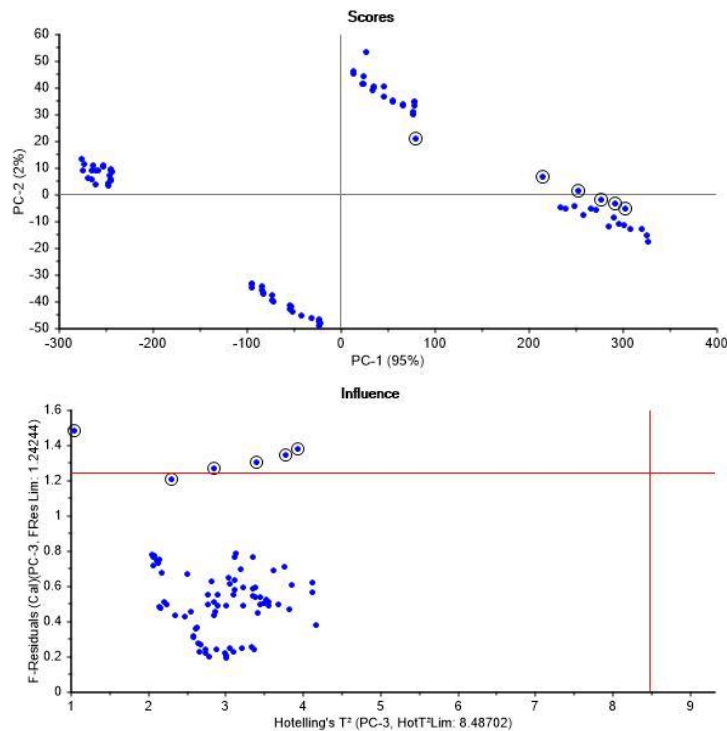 Scores
60
50
40
30
20
10
0
-10
-20
-30
-40
-50
PC-2 (2%)
-300 -200 -100 0 100 200 300 400
PC-1 (95%)
Influence
1.6
1.4
1.2
1
0.8
0.6
0.4
0.2
0
F-Residuals (Cal)(PC-3, FRes Lim: 1.24244)
1 2 3 4 5 6 7 8 9
Hotelling's T² (PC-3, HotT²Lim: 8.48702)